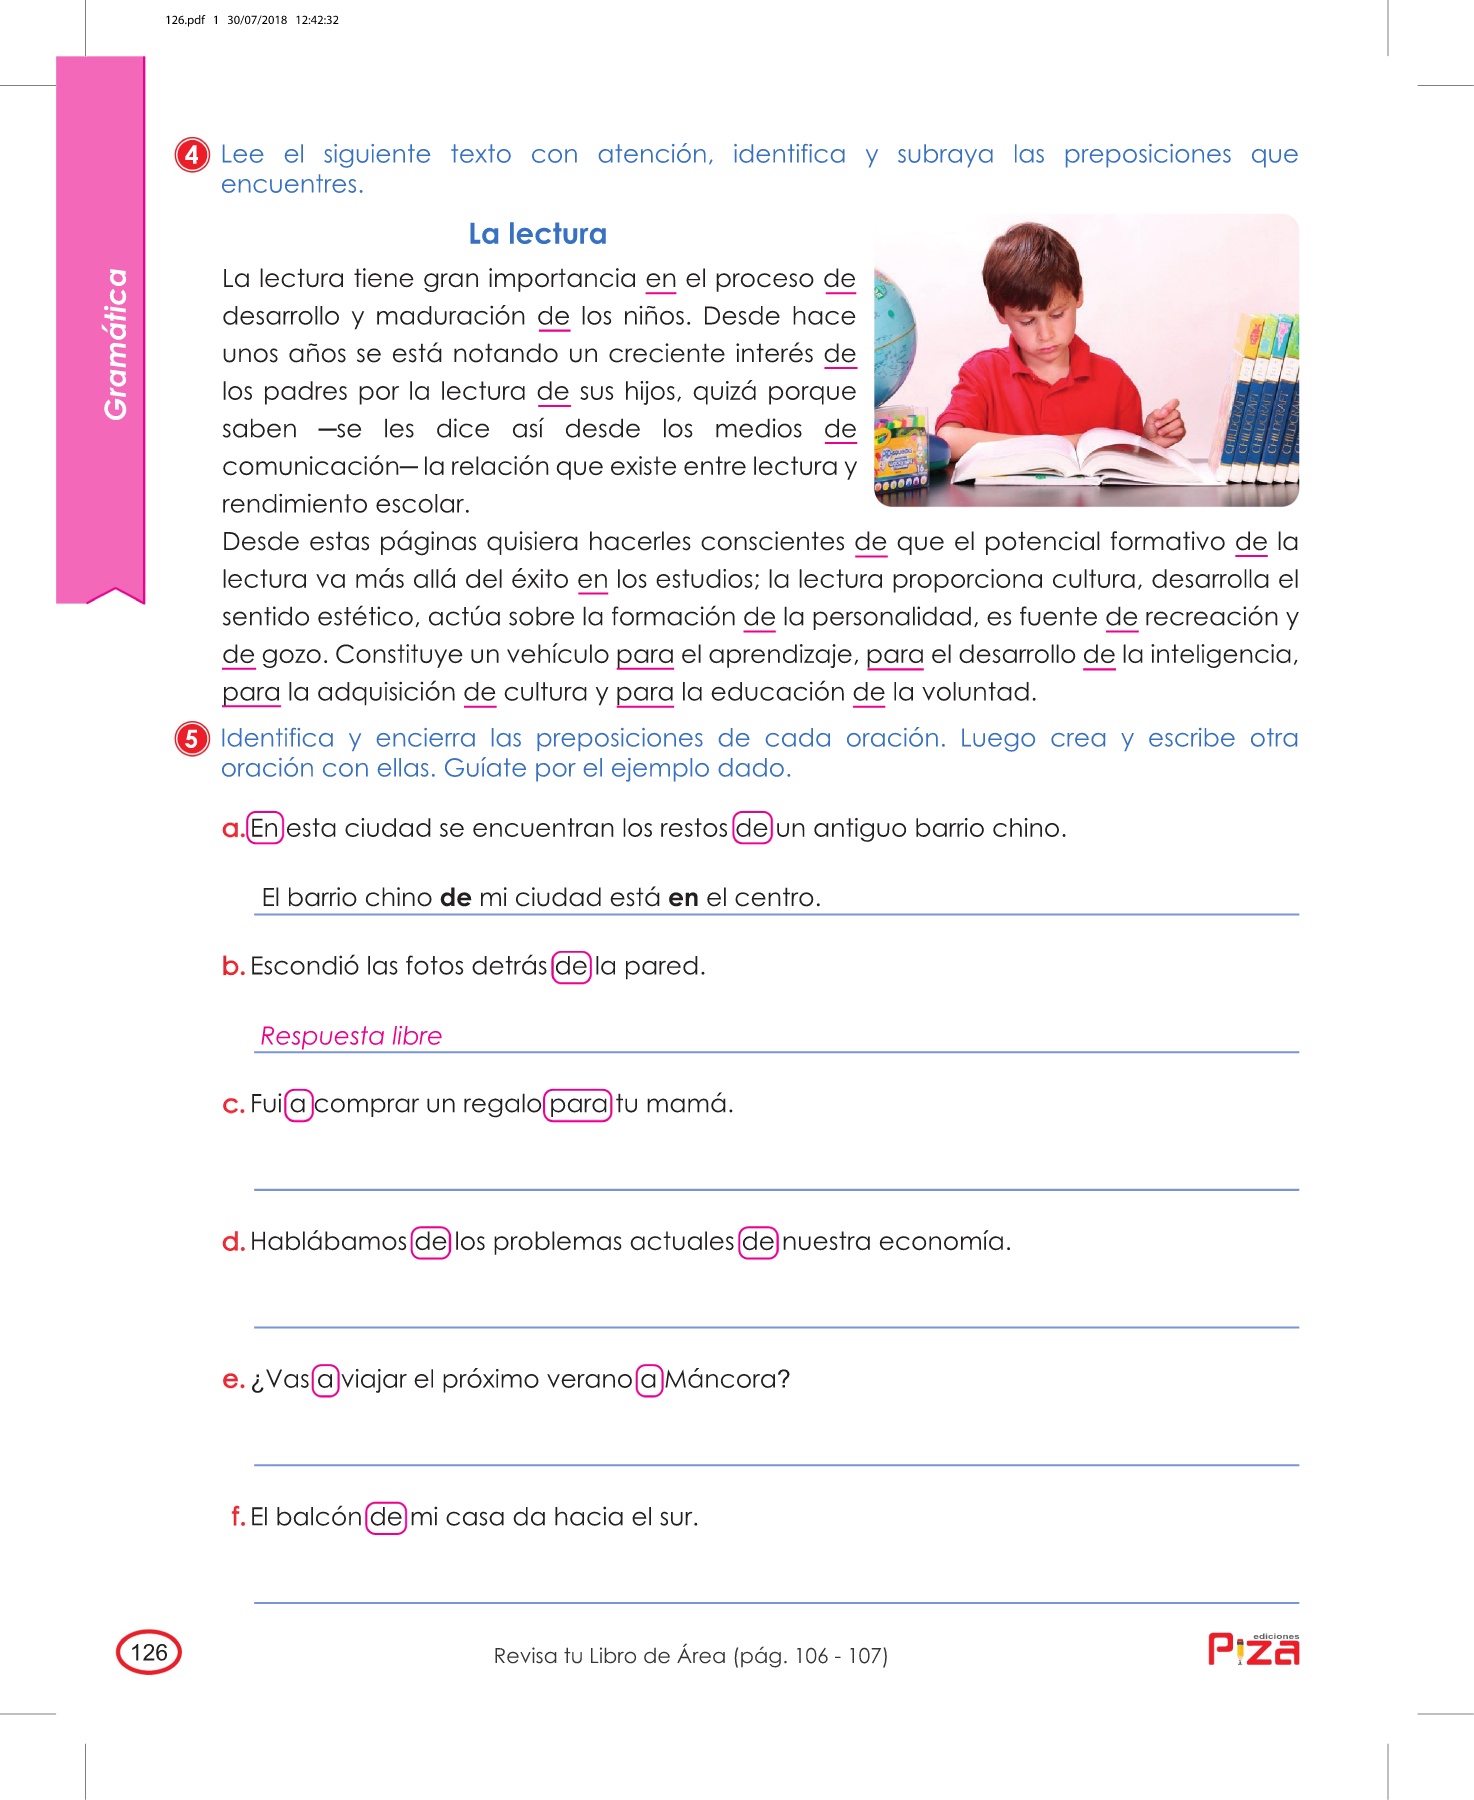 126.pdf 1 30/07/2018 12:42:32
Gramática
4 Lee el siguiente texto con atención, identifica y subraya las preposiciones que
encuentres.
La lectura
La lectura tiene gran importancia en el proceso de
desarrollo y maduración de los niños. Desde hace
unos años se está notando un creciente interés de
los padres por la lectura de sus hijos, quizá porque
saben —se les dice así desde los medios de
comunicación— la relación que existe entre lectura y
rendimiento escolar.
Desde estas páginas quisiera hacerles conscientes de que el potencial formativo de la
lectura va más allá del éxito en los estudios; la lectura proporciona cultura, desarrolla el
sentido estético, actúa sobre la formación de la personalidad, es fuente de recreación y
de gozo. Constituye un vehículo para el aprendizaje, para el desarrollo de la inteligencia,
para la adquisición de cultura y para la educación de la voluntad.
CHILDCRAFT
CHILDCRAFT
CHILDCRAFT
5 Identifica y encierra las preposiciones de cada oración. Luego crea y escribe otra
oración con ellas. Guíate por el ejemplo dado.
a. En esta ciudad se encuentran los restos de un antiguo barrio chino.
El barrio chino de mi ciudad está en el centro.
b. Escondió las fotos detrás de la pared.
Respuesta libre
c. Fui a comprar un regalo para tu mamá.
d. Hablábamos de los problemas actuales de nuestra economía.
e. ¿Vas a viajar el próximo verano a Máncora?
f. El balcón de mi casa da hacia el sur.
126
Revisa tu Libro de Área (pág. 106 - 107)
ediciones
Piza